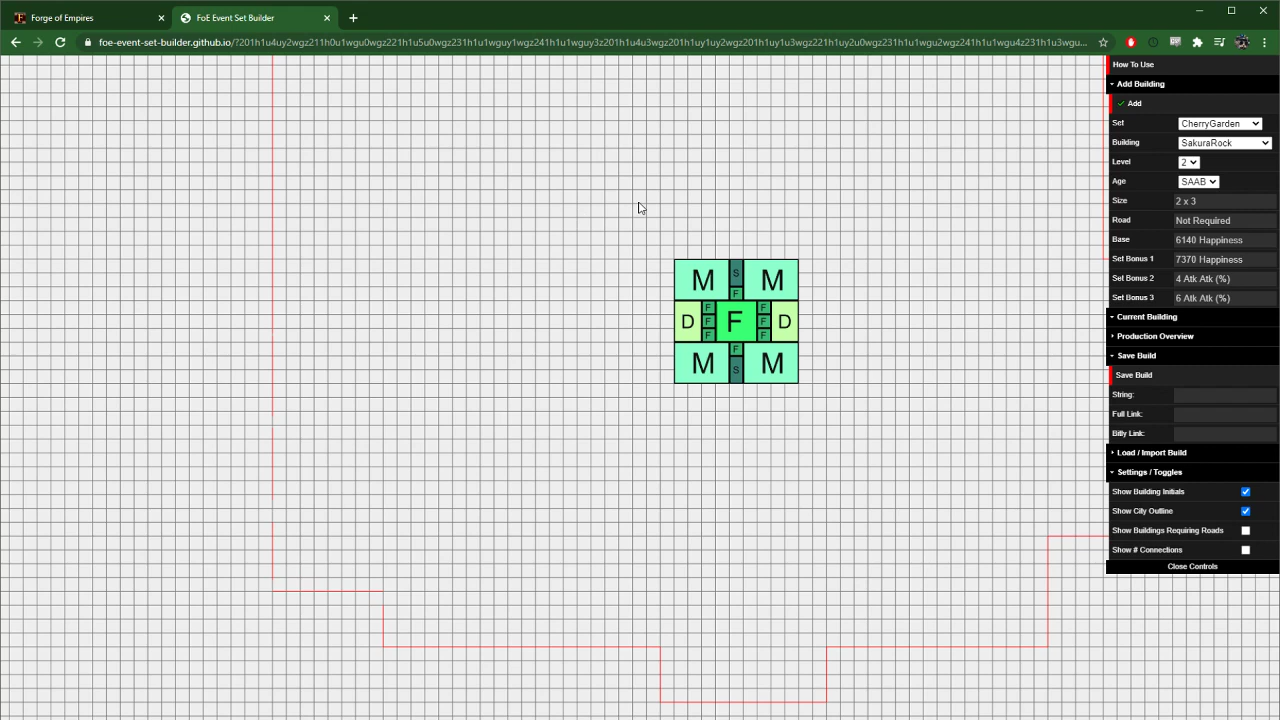 Forge of Empires
FoE Event Set Builder
foe-event-set-builder.github.io/?201h1u4uy2wgz211h0u1wgu0wgz221h1u5u0wgz231h1u1wguy1wgz241h1u1wguy3z201h1u4u3wgz201h1uy1uy2wgz201h1uy1u3wgz221h1uy2u0wgz231h1u1wgu2wgz241h1u1wgu4z231h1u3wgu...
How To Use
Add Building
Add
Set CherryGarden
Building SakuraRock
Level 2
Age SAAB
Size 2 x 3
Road Not Required
Base 6140 Happiness
Set Bonus 1 7370 Happiness
Set Bonus 2 4 Atk Atk (%)
Set Bonus 3 6 Atk Atk (%)
Current Building
Production Overview
Save Build
Save Build
String:
Full Link:
Bitly Link:
Load / Import Build
Settings / Toggles
Show Building Initials
Show City Outline
Show Buildings Requiring Roads
Show # Connections
Close Controls
M S M
F
D F F F D
F F
F F
M F M
S